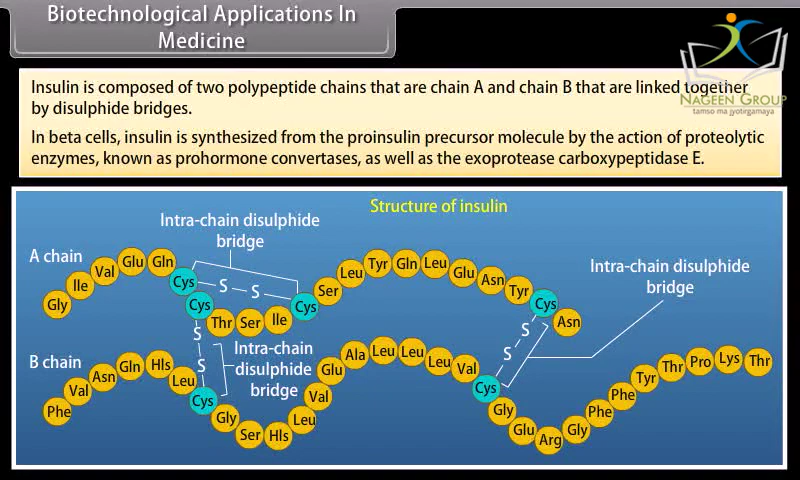 Biotechnological Applications In
Medicine
NAGEEN GROUP
tamso ma jyotirgamaya
Insulin is composed of two polypeptide chains that are chain A and chain B that are linked together
by disulphide bridges.
In beta cells, insulin is synthesized from the proinsulin precursor molecule by the action of proteolytic
enzymes, known as prohormone convertases, as well as the exoprotease carboxypeptidase E.
Structure of insulin
Intra-chain disulphide
bridge
A chain
Gly Ile Val Glu Gln Cys Cys Thr Ser Ile Cys Ser Leu Tyr Gln Leu Glu Asn Tyr Cys Asn
S S
Intra-chain disulphide
bridge
S
S
Intra-chain
disulphide
bridge
S
S
B chain
Phe Val Asn Gln Hls Leu Cys Gly Ser Hls Leu Val Glu Ala Leu Leu Leu Val Cys Gly Glu Arg Gly Phe Phe Tyr Thr Pro Lys Thr